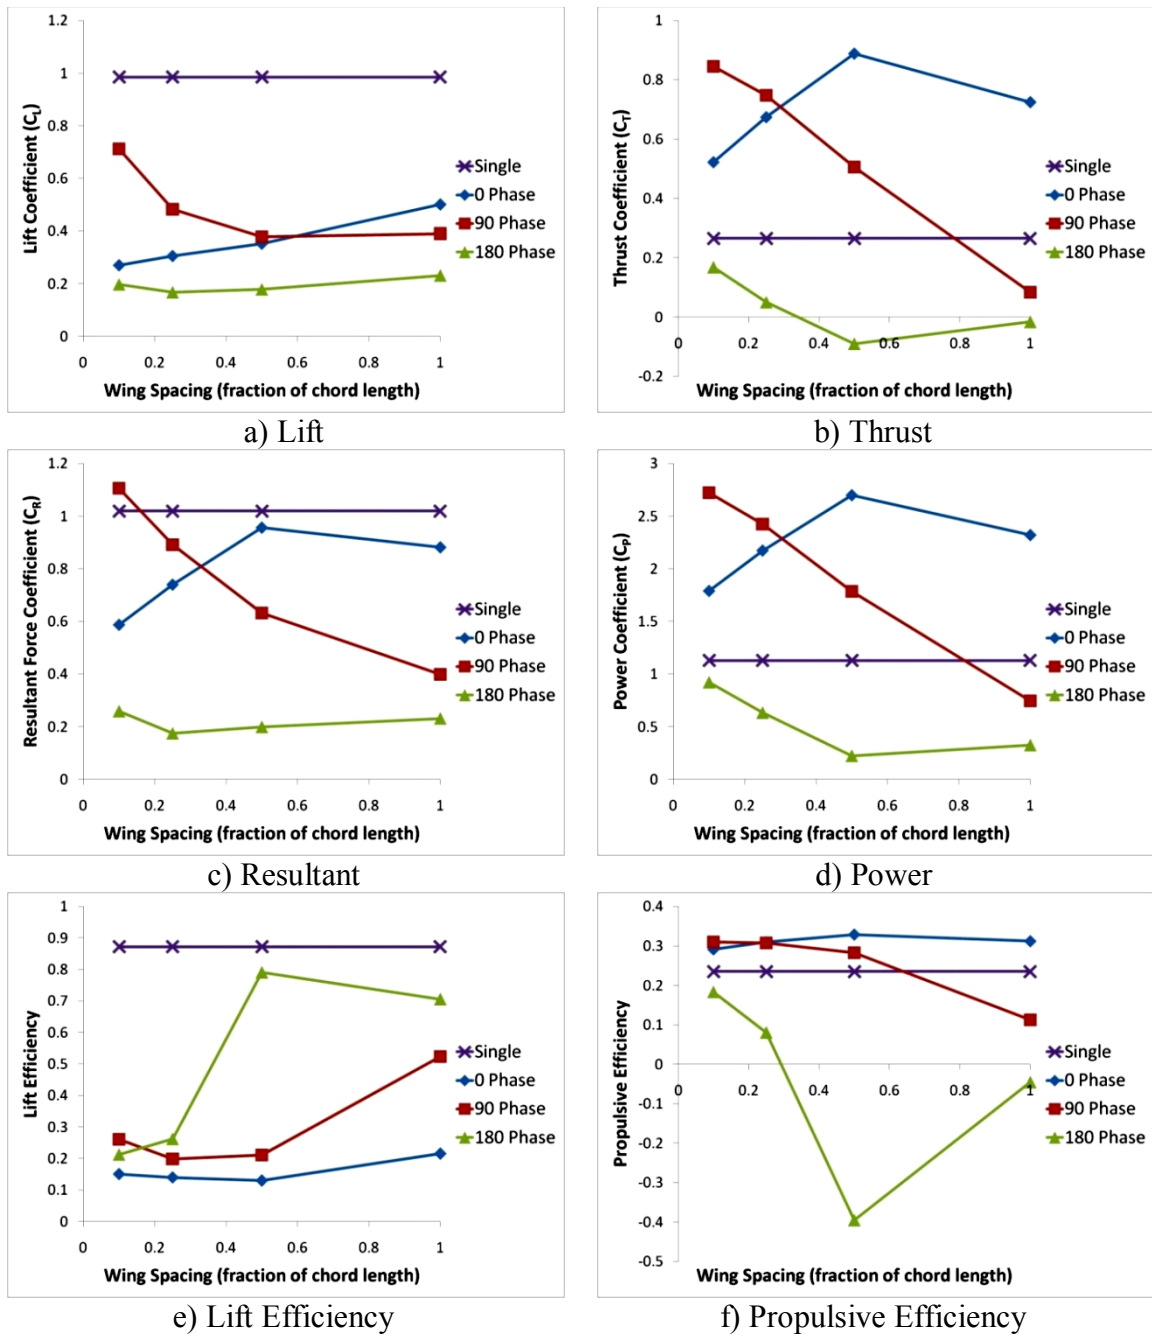 1.2
1
0.8
0.6
0.4
0.2
0
0 0.2 0.4 0.6 0.8 1
Lift Coefficient (CL)
Wing Spacing (fraction of chord length)
Single
0 Phase
90 Phase
180 Phase
a) Lift
1
0.8
0.6
0.4
0.2
0
-0.2
0 0.2 0.4 0.6 0.8 1
Thrust Coefficient (CT)
Wing Spacing (fraction of chord length)
Single
0 Phase
90 Phase
180 Phase
b) Thrust
1.2
1
0.8
0.6
0.4
0.2
0
0 0.2 0.4 0.6 0.8 1
Resultant Force Coefficient (CR)
Wing Spacing (fraction of chord length)
Single
0 Phase
90 Phase
180 Phase
c) Resultant
3
2.5
2
1.5
1
0.5
0
0 0.2 0.4 0.6 0.8 1
Power Coefficient (CP)
Wing Spacing (fraction of chord length)
Single
0 Phase
90 Phase
180 Phase
d) Power
1
0.9
0.8
0.7
0.6
0.5
0.4
0.3
0.2
0.1
0
0 0.2 0.4 0.6 0.8 1
Lift Efficiency
Wing Spacing (fraction of chord length)
Single
0 Phase
90 Phase
180 Phase
e) Lift Efficiency
0.4
0.3
0.2
0.1
0
-0.1
-0.2
-0.3
-0.4
-0.5
0 0.2 0.4 0.6 0.8 1
Propulsive Efficiency
Wing Spacing (fraction of chord length)
Single
0 Phase
90 Phase
180 Phase
f) Propulsive Efficiency